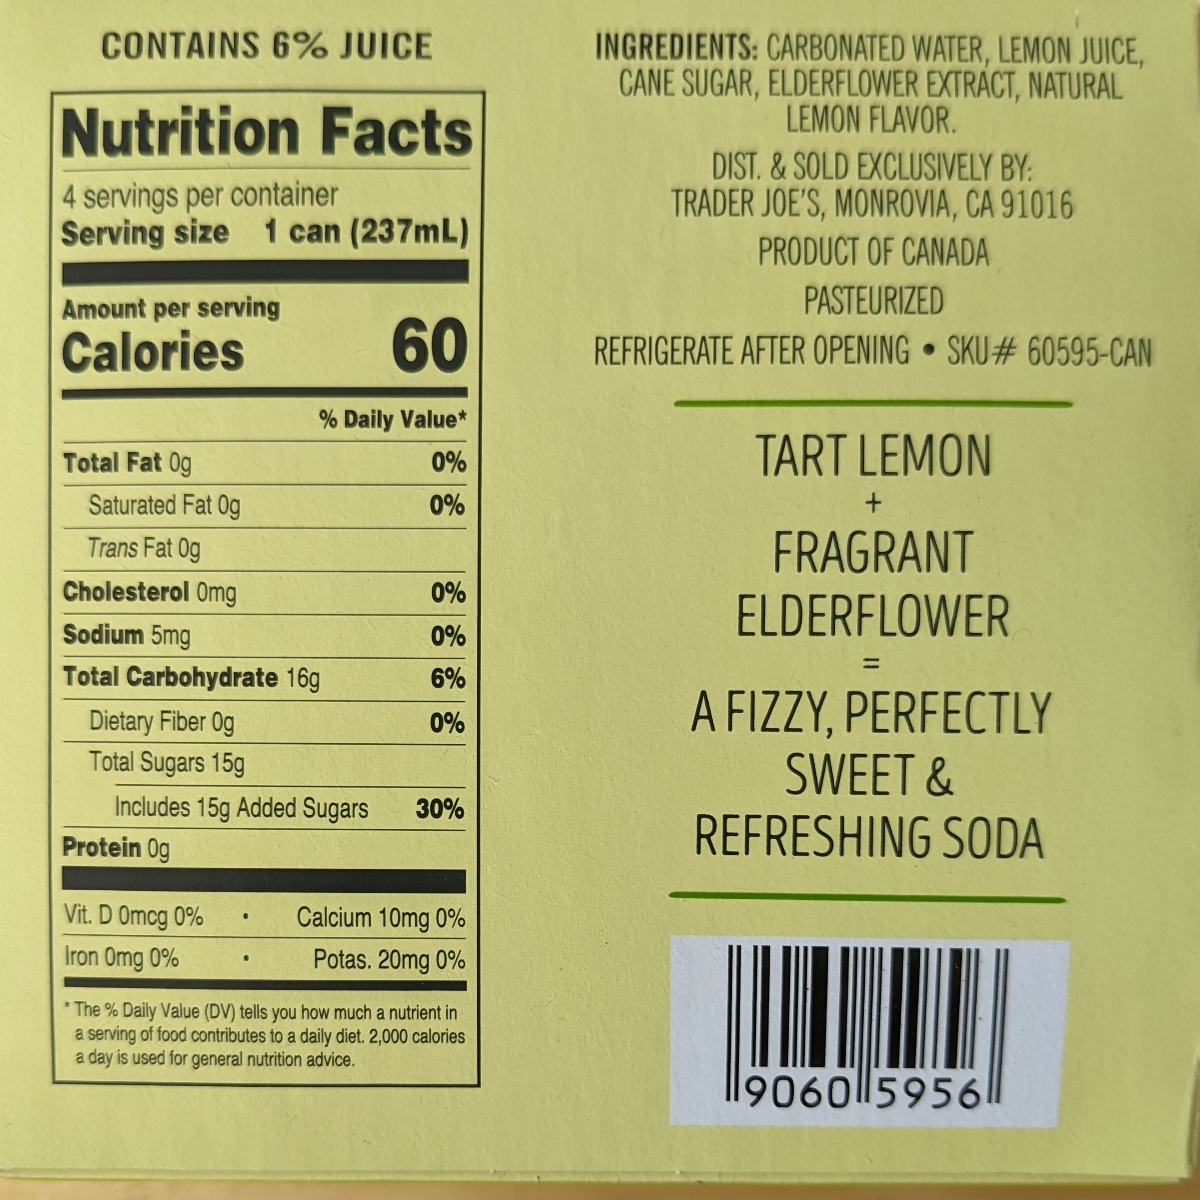 CONTAINS 6% JUICE
Nutrition Facts
4 servings per container
Serving size 1 can (237mL)
Amount per serving
Calories 60
% Daily Value*
Total Fat 0g 0%
Saturated Fat 0g 0%
Trans Fat 0g
Cholesterol 0mg 0%
Sodium 5mg 0%
Total Carbohydrate 16g 6%
Dietary Fiber 0g 0%
Total Sugars 15g
Includes 15g Added Sugars 30%
Protein 0g
Vit. D 0mcg 0% • Calcium 10mg 0%
Iron 0mg 0% • Potas. 20mg 0%
* The % Daily Value (DV) tells you how much a nutrient in
a serving of food contributes to a daily diet. 2,000 calories
a day is used for general nutrition advice.
INGREDIENTS: CARBONATED WATER, LEMON JUICE,
CANE SUGAR, ELDERFLOWER EXTRACT, NATURAL
LEMON FLAVOR.
DIST. & SOLD EXCLUSIVELY BY:
TRADER JOE'S, MONROVIA, CA 91016
PRODUCT OF CANADA
PASTEURIZED
REFRIGERATE AFTER OPENING • SKU# 60595-CAN
TART LEMON
+
FRAGRANT
ELDERFLOWER
=
A FIZZY, PERFECTLY
SWEET &
REFRESHING SODA
9060 5956